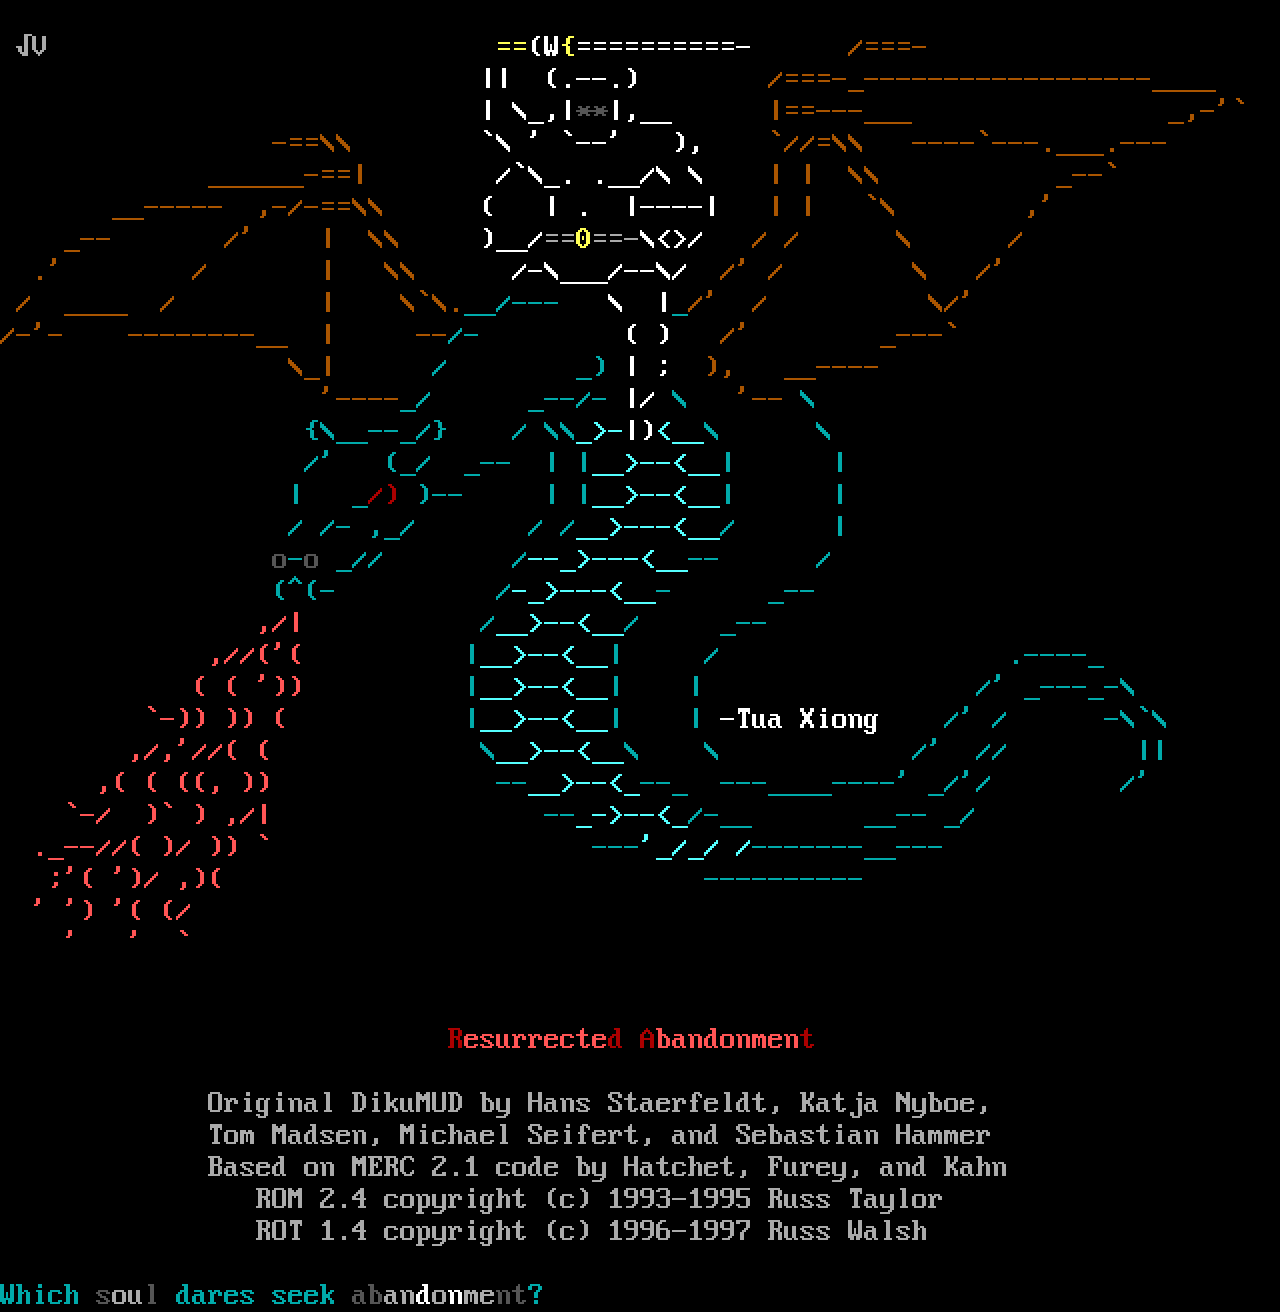 -Tua Xiong
Resurrected Abandonment
Original DikuMUD by Hans Staerfeldt, Katja Nyboe,
Tom Madsen, Michael Seifert, and Sebastian Hammer
Based on MERC 2.1 code by Hatchet, Furey, and Kahn
ROM 2.4 copyright (c) 1993-1995 Russ Taylor
ROT 1.4 copyright (c) 1996-1997 Russ Walsh
Which soul dares seek abandonment?